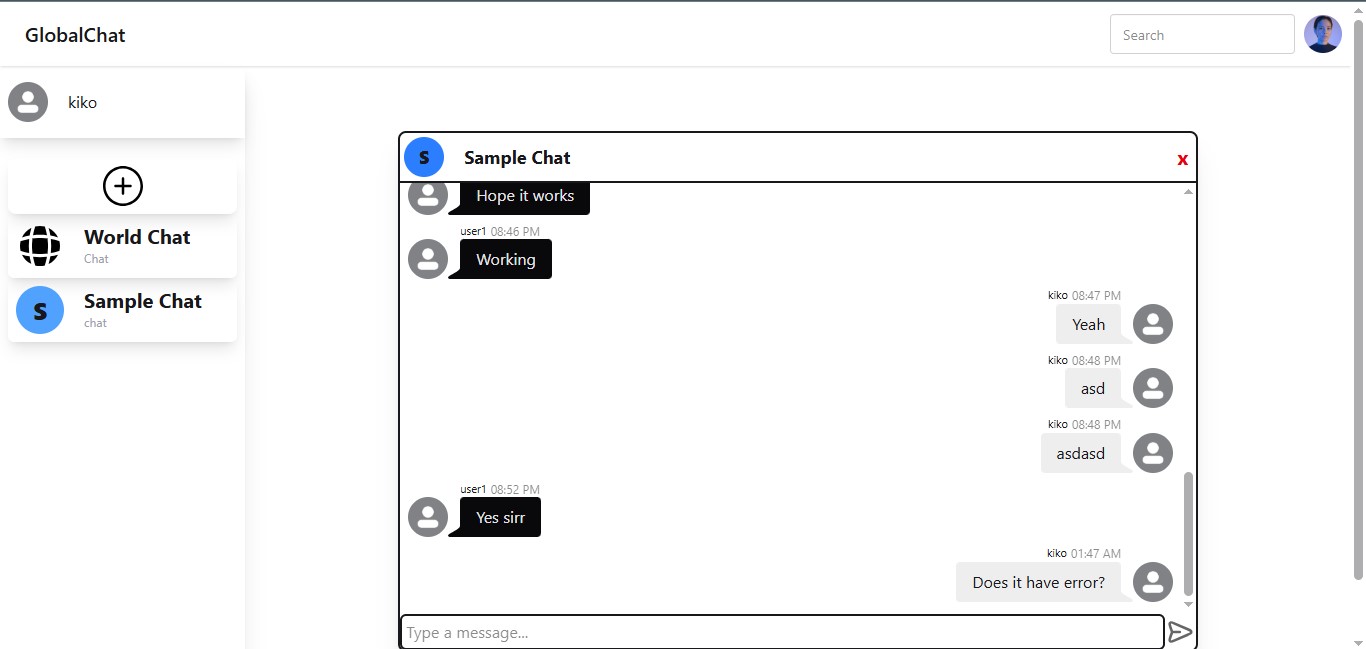 GlobalChat
Search
kiko
World Chat
Chat
S
Sample Chat
chat
S
Sample Chat
x
Hope it works
user1 08:46 PM
Working
kiko 08:47 PM
Yeah
kiko 08:48 PM
asd
kiko 08:48 PM
asdasd
user1 08:52 PM
Yes sirr
kiko 01:47 AM
Does it have error?
Type a message...